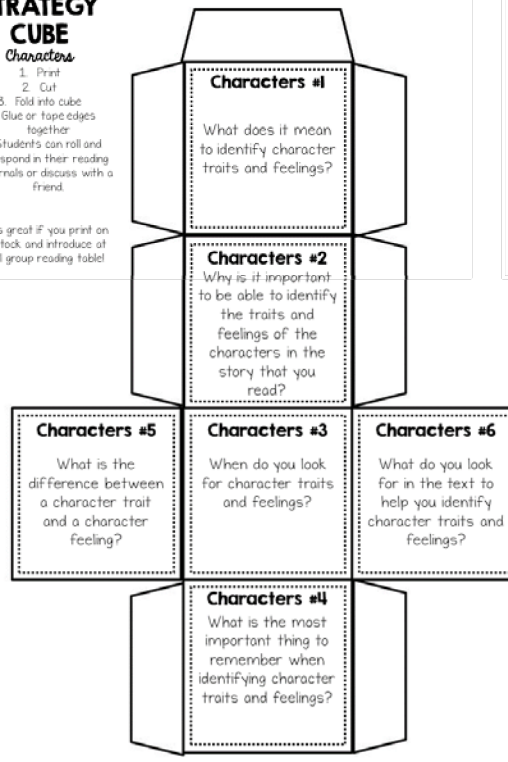 CUBE
Characters
1. Print
2. Cut
3. Fold into cube
Glue or tape edges
together
Students can roll and
respond in their reading
journals or discuss with a
friend.
great if you print on
and introduce at
group reading table!
Characters #1
What does it mean
to identify character
traits and feelings?
Characters #2
Why is it important
to be able to identify
the traits and
feelings of the
characters in the
story that you
read?
Characters #5
What is the
difference between
a character trait
and a character
feeling?
Characters #3
When do you look
for character traits
and feelings?
Characters #6
What do you look
for in the text to
help you identify
character traits and
feelings?
Characters #4
What is the most
important thing to
remember when
identifying character
traits and feelings?